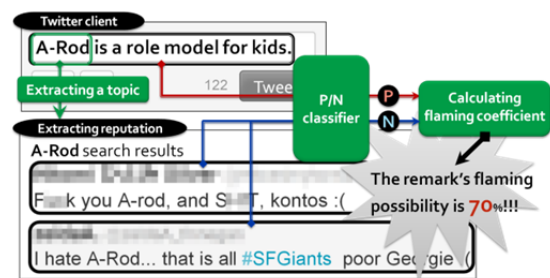 Twitter client
A-Rod is a role model for kids.
Extracting a topic
122
Twee
P/N
classifier
P
N
Calculating
flaming coefficient
Extracting reputation
A-Rod search results
The remark's flaming
possibility is 70%!!!
you A-rod, and kontos :(
I hate A-Rod... that is all #SFGiants poor Georgie :(